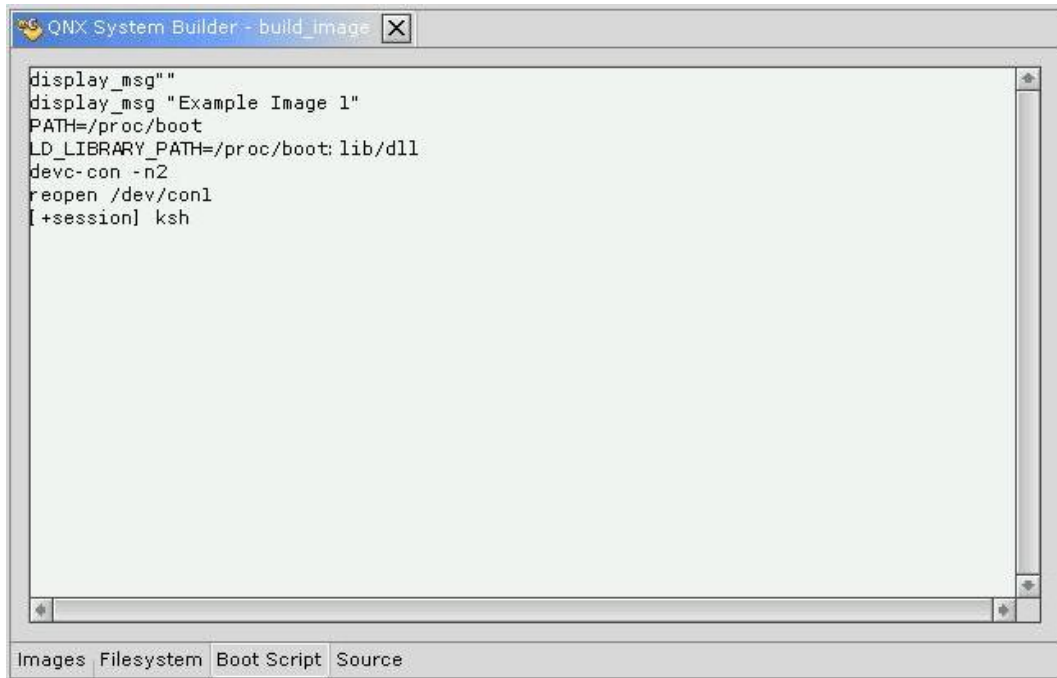 QNX System Builder - build_image
display_msg""
display_msg "Example Image 1"
PATH=/proc/boot
LD_LIBRARY_PATH=/proc/boot:lib/dll
devc-con -n2
reopen /dev/con1
[+session] ksh
Images Filesystem Boot Script Source